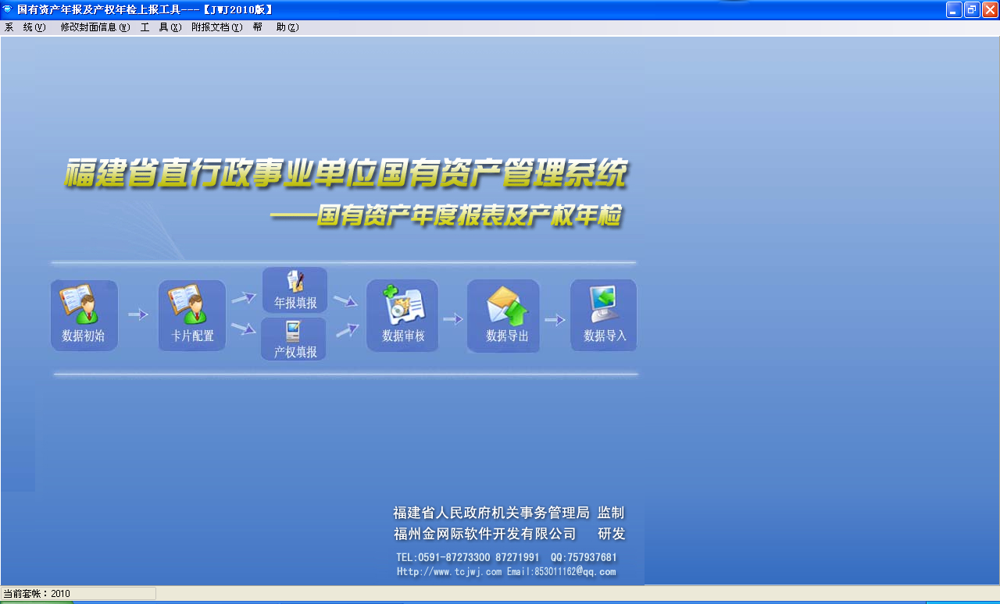 国有资产年报及产权年检上报工具---【JWJ2010版】
系 统(V) 修改封面信息(W) 工 具(X) 附报文档(Y) 帮 助(Z)
福建省直行政事业单位国有资产管理系统
——国有资产年度报表及产权年检
数据初始 卡片配置 年报填报 产权填报 数据审核 数据导出 数据导入
福建省人民政府机关事务管理局 监制
福州金网际软件开发有限公司 研发
TEL:0591-87273300 87271991 QQ:757937681
Http://www.tcjwj.com Email:853011162@qq.com
当前套帐：2010